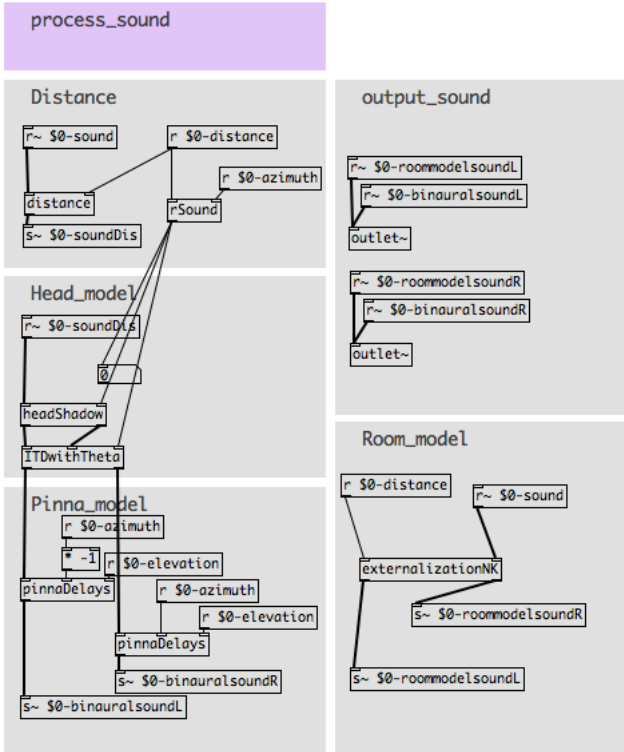 process_sound
Distance
r~ $0-sound
r $0-distance
r $0-azimuth
distance
rSound
s~ $0-soundDis
Head_model
r~ $0-soundDis
0
headShadow
ITDwithTheta
Pinna_model
r $0-azimuth
* -1
r $0-elevation
pinnaDelays
r $0-azimuth
r $0-elevation
pinnaDelays
s~ $0-binauralsoundR
s~ $0-binauralsoundL
output_sound
r~ $0-roommodelsoundL
r~ $0-binauralsoundL
outlet~
r~ $0-roommodelsoundR
r~ $0-binauralsoundR
outlet~
Room_model
r $0-distance
r~ $0-sound
externalizationNK
s~ $0-roommodelsoundR
s~ $0-roommodelsoundL